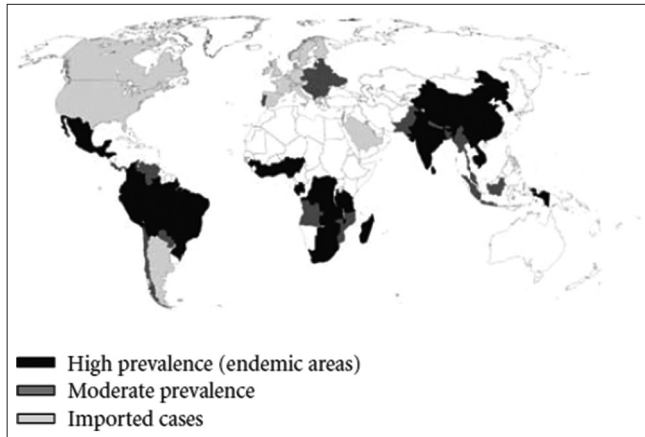 High prevalence (endemic areas)
Moderate prevalence
Imported cases